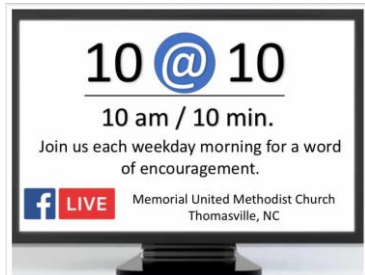 10 @ 10
10 am / 10 min.
Join us each weekday morning for a word
of encouragement.
f LIVE
Memorial United Methodist Church
Thomasville, NC